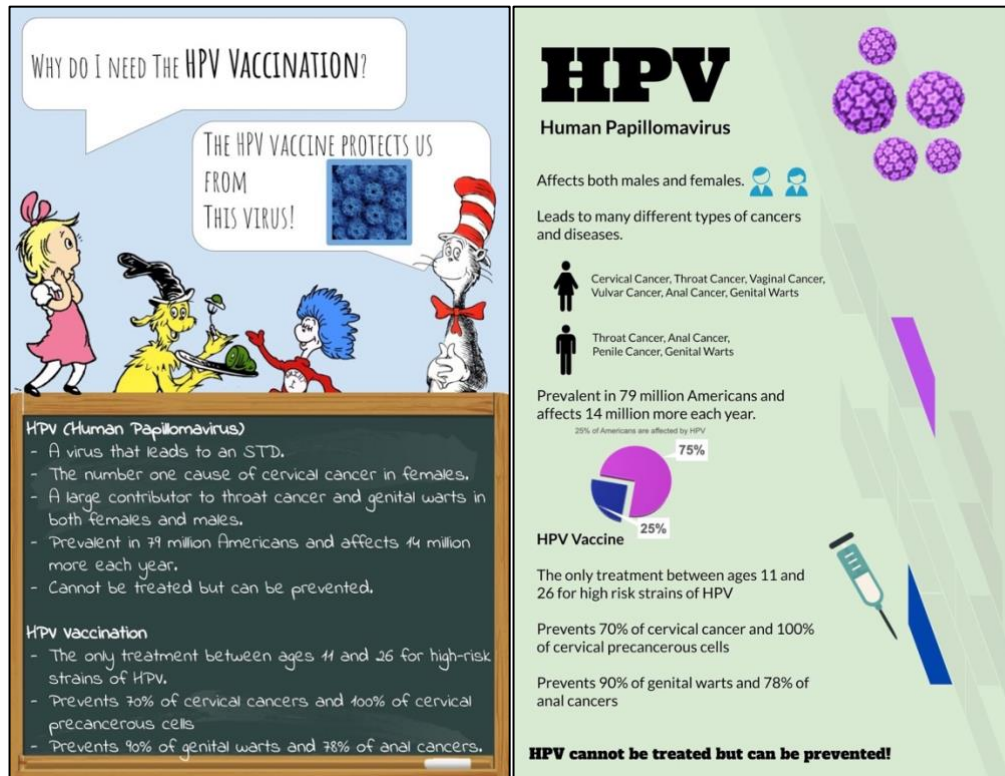 WHY DO I NEED THE HPV VACCINATION?
THE HPV VACCINE PROTECTS US
FROM
THIS VIRUS!
HPV (Human Papillomavirus)
- A virus that leads to an STD.
- The number one cause of cervical cancer in females.
- A large contributor to throat cancer and genital warts in
both females and males.
- Prevalent in 79 million Americans and affects 14 million
more each year.
- Cannot be treated but can be prevented.
HPV Vaccination
- The only treatment between ages 11 and 26 for high-risk
strains of HPV.
- Prevents 70% of cervical cancers and 100% of cervical
precancerous cells
- Prevents 90% of genital warts and 78% of anal cancers.
HPV
Human Papillomavirus
Affects both males and females.
Leads to many different types of cancers
and diseases.
Cervical Cancer, Throat Cancer, Vaginal Cancer,
Vulvar Cancer, Anal Cancer, Genital Warts
Throat Cancer, Anal Cancer,
Penile Cancer, Genital Warts
Prevalent in 79 million Americans and
affects 14 million more each year.
25% of Americans are affected by HPV
75%
25%
HPV Vaccine
The only treatment between ages 11 and
26 for high risk strains of HPV
Prevents 70% of cervical cancer and 100%
of cervical precancerous cells
Prevents 90% of genital warts and 78% of
anal cancers
HPV cannot be treated but can be prevented!